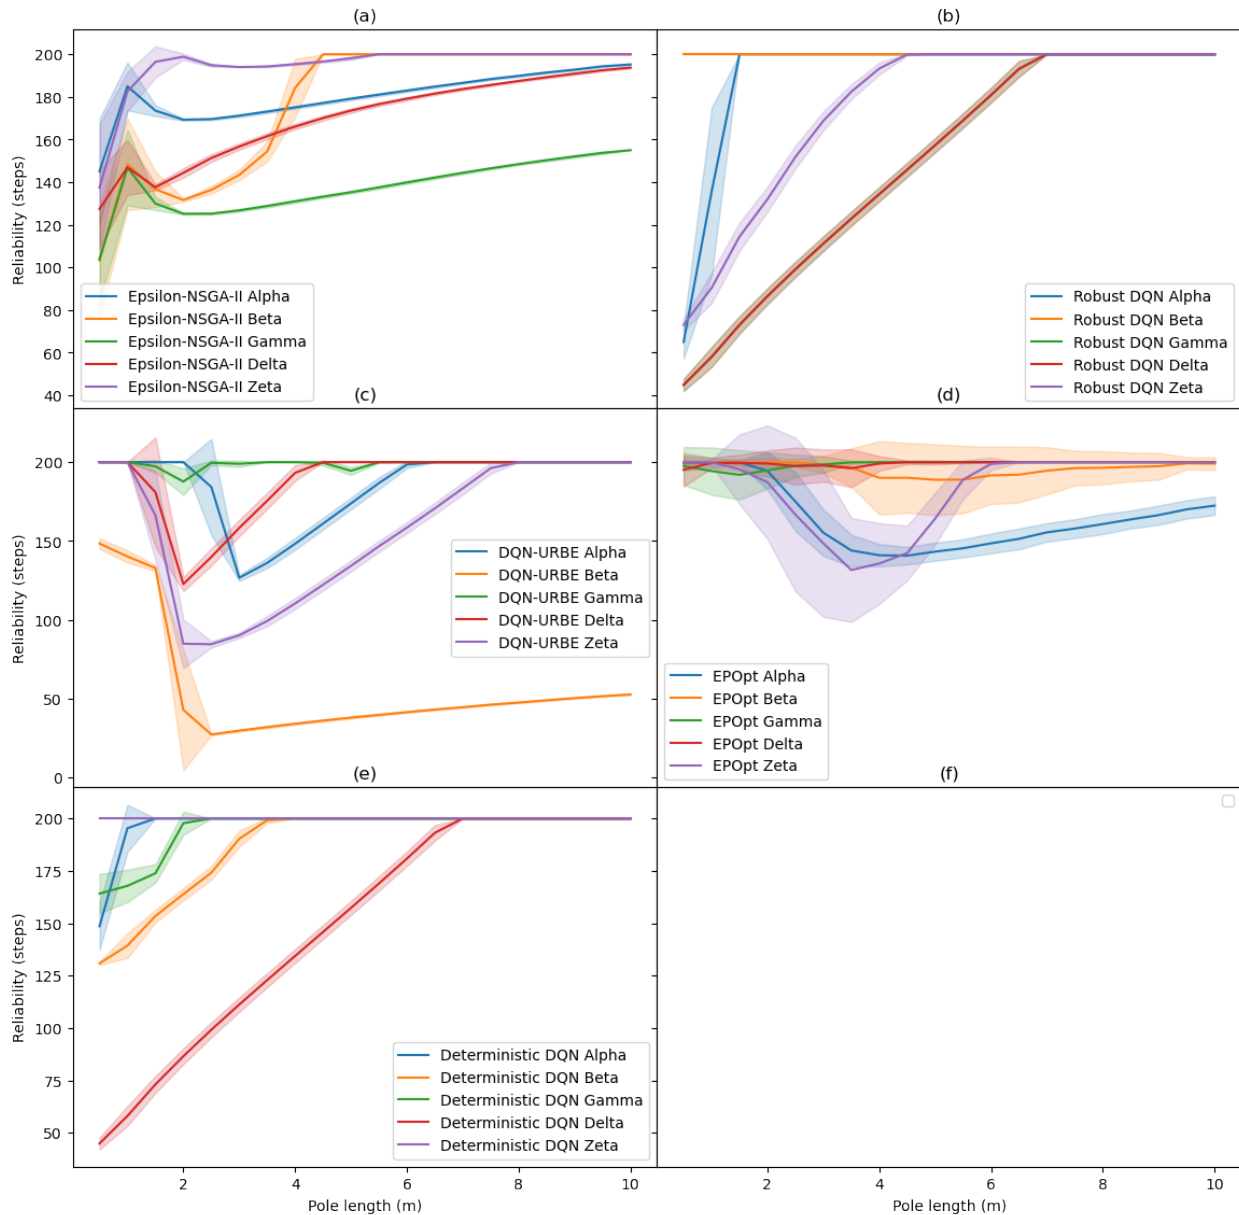 (a)
(b)
200
180
160
140
120
100
80
60
40
Reliability (steps)
Epsilon-NSGA-II Alpha
Epsilon-NSGA-II Beta
Epsilon-NSGA-II Gamma
Epsilon-NSGA-II Delta
Epsilon-NSGA-II Zeta
Robust DQN Alpha
Robust DQN Beta
Robust DQN Gamma
Robust DQN Delta
Robust DQN Zeta
(c)
(d)
200
150
100
50
0
Reliability (steps)
DQN-URBE Alpha
DQN-URBE Beta
DQN-URBE Gamma
DQN-URBE Delta
DQN-URBE Zeta
EPOpt Alpha
EPOpt Beta
EPOpt Gamma
EPOpt Delta
EPOpt Zeta
(e)
(f)
200
175
150
125
100
75
50
Reliability (steps)
Deterministic DQN Alpha
Deterministic DQN Beta
Deterministic DQN Gamma
Deterministic DQN Delta
Deterministic DQN Zeta
2 4 6 8 10
Pole length (m)
2 4 6 8 10
Pole length (m)